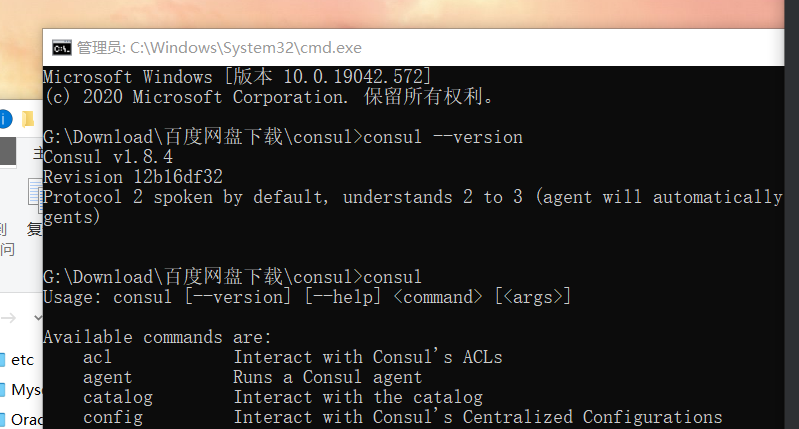 管理员: C:\Windows\System32\cmd.exe
Microsoft Windows [版本 10.0.19042.572]
(c) 2020 Microsoft Corporation. 保留所有权利。
G:\Download\百度网盘下载\consul>consul --version
Consul v1.8.4
Revision 12b16df32
Protocol 2 spoken by default, understands 2 to 3 (agent will automatically
gents)
G:\Download\百度网盘下载\consul>consul
Usage: consul [--version] [--help] <command> [<args>]
Available commands are:
acl Interact with Consul's ACLs
agent Runs a Consul agent
catalog Interact with the catalog
config Interact with Consul's Centralized Configurations
主
复
问
etc
Mys
Orac